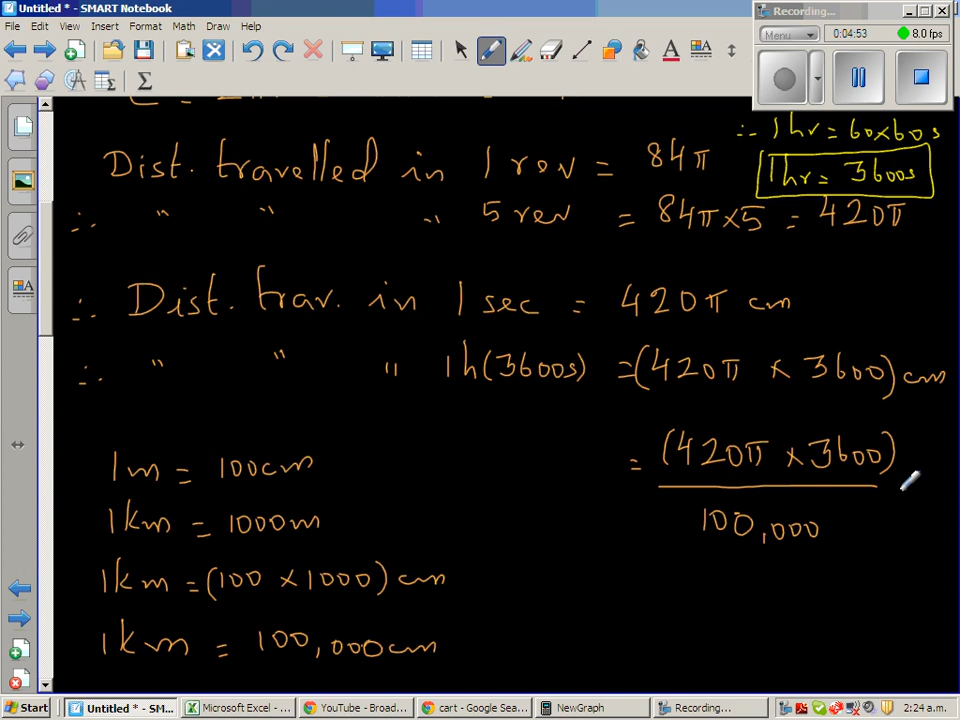 Untitled * - SMART Notebook
File Edit View Insert Format Math Draw Help
Recording...
Menu 0:04:53 8.0 fps
∴ 1 hr = 60×60s
1hr = 3600s
Dist. travelled in 1 rev = 84π
∴ " " " 5 rev = 84π×5 = 420π
∴ Dist. trav. in 1 sec = 420π cm
∴ " " " 1h(3600s) = (420π × 3600) cm
= (420π × 3600)
100,000
1m = 100cm
1km = 1000m
1km = (100 × 1000) cm
1km = 100,000cm
Start Untitled * - SM... Microsoft Excel - ... YouTube - Broad... cart - Google Sea... NewGraph Recording... 2:24 a.m.